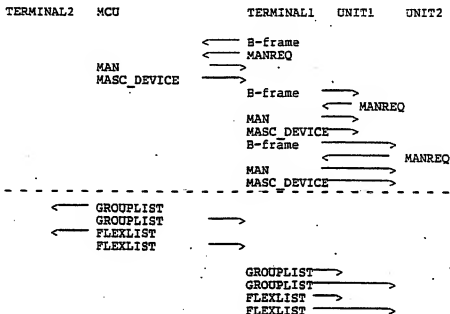 TERMINAL2 MCU TERMINAL1 UNIT1 UNIT2
B-frame
MANREQ
MAN
MASC_DEVICE
B-frame
MANREQ
MAN
MASC_DEVICE
B-frame
MANREQ
MAN
MASC_DEVICE
GROUPLIST
GROUPLIST
FLEXLIST
FLEXLIST
GROUPLIST
GROUPLIST
FLEXLIST
FLEXLIST